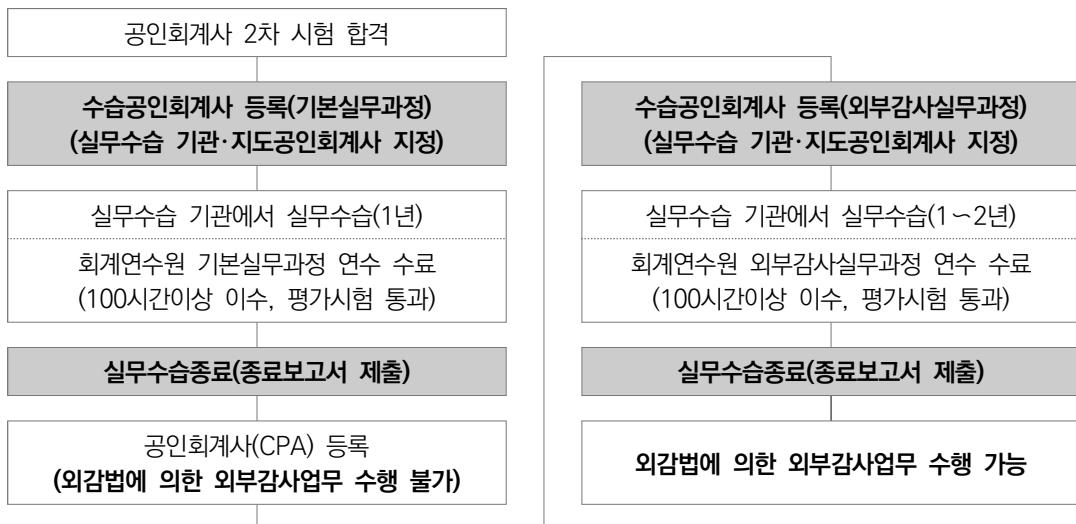 공인회계사 2차 시험 합격
수습공인회계사 등록(기본실무과정)
(실무수습 기관·지도공인회계사 지정)
실무수습 기관에서 실무수습(1년)
회계연수원 기본실무과정 연수 수료
(100시간이상 이수, 평가시험 통과)
실무수습종료(종료보고서 제출)
공인회계사(CPA) 등록
(외감법에 의한 외부감사업무 수행 불가)
수습공인회계사 등록(외부감사실무과정)
(실무수습 기관·지도공인회계사 지정)
실무수습 기관에서 실무수습(1∽2년)
회계연수원 외부감사실무과정 연수 수료
(100시간이상 이수, 평가시험 통과)
실무수습종료(종료보고서 제출)
외감법에 의한 외부감사업무 수행 가능